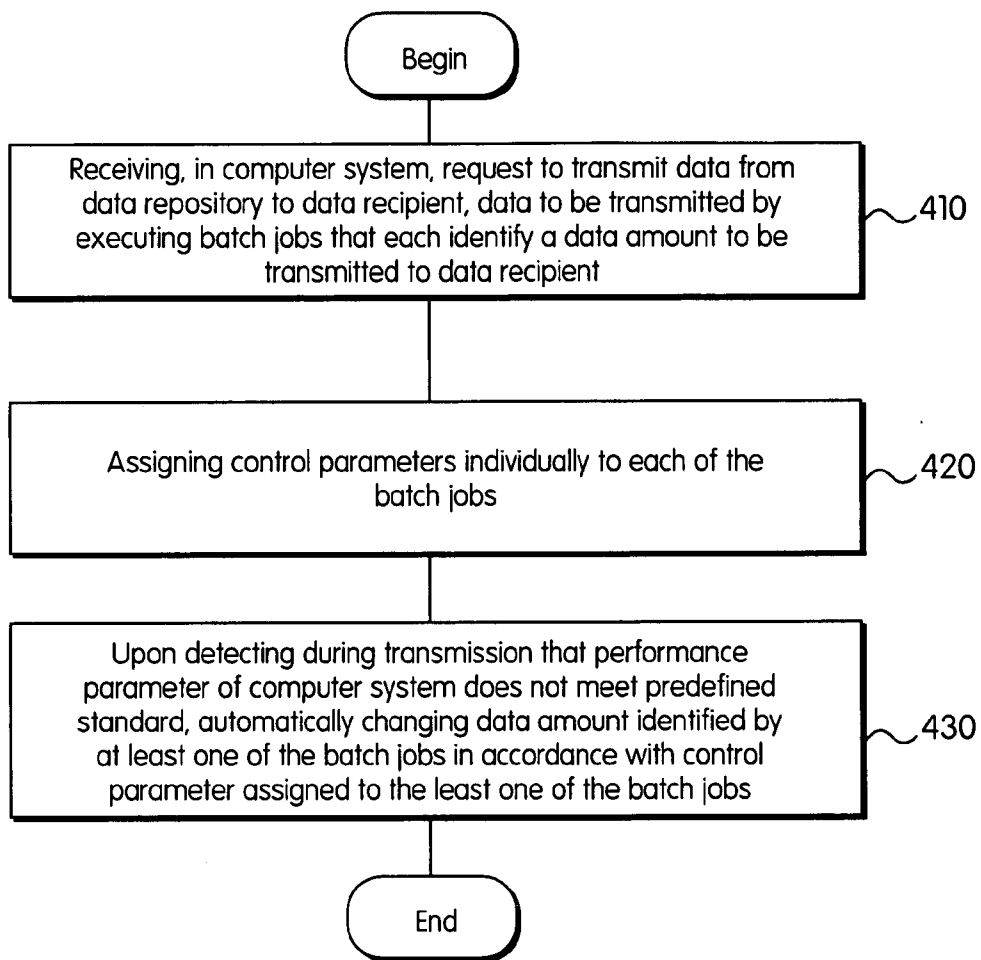 Begin
Receiving, in computer system, request to transmit data from
data repository to data recipient, data to be transmitted by
executing batch jobs that each identify a data amount to be
transmitted to data recipient
410
Assigning control parameters individually to each of the
batch jobs
420
Upon detecting during transmission that performance
parameter of computer system does not meet predefined
standard, automatically changing data amount identified by
at least one of the batch jobs in accordance with control
parameter assigned to the least one of the batch jobs
430
End